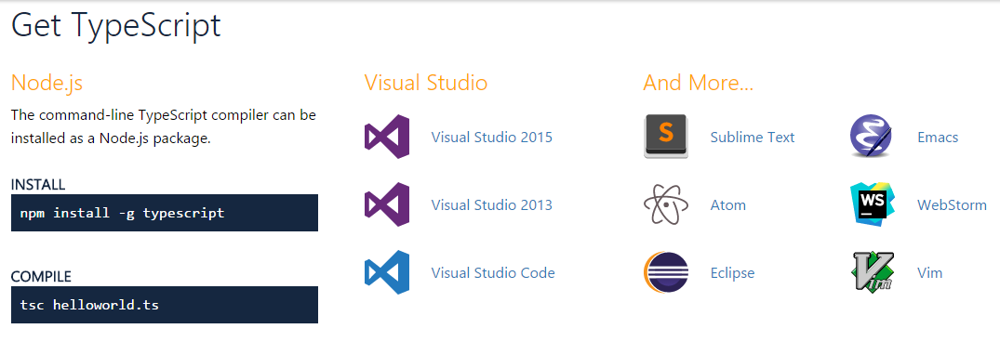 Get TypeScript
Node.js
The command-line TypeScript compiler can be
installed as a Node.js package.
INSTALL
npm install -g typescript
COMPILE
tsc helloworld.ts
Visual Studio
Visual Studio 2015
Visual Studio 2013
Visual Studio Code
And More...
S
Sublime Text
Emacs
Atom
WS
WebStorm
Eclipse
Vim
Vim